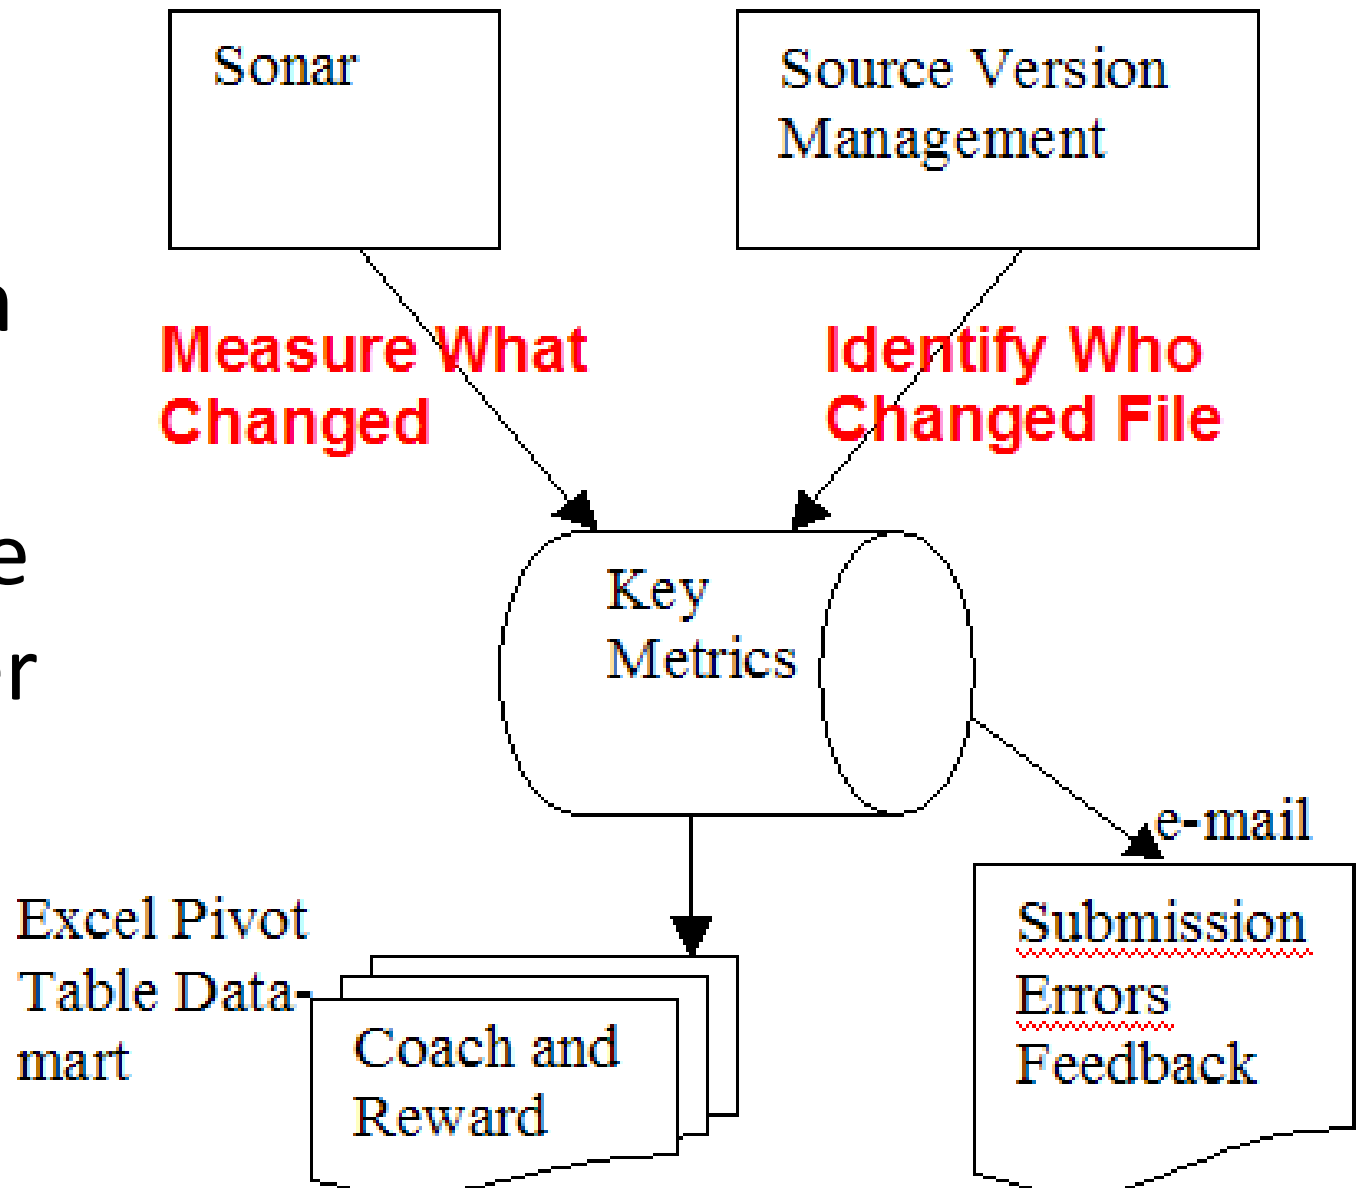 Sonar
Source Version
Management
Measure What
Changed
Identify Who
Changed File
Key
Metrics
e-mail
Excel Pivot
Table Data-
mart
Coach and
Reward
Submission
Errors
Feedback